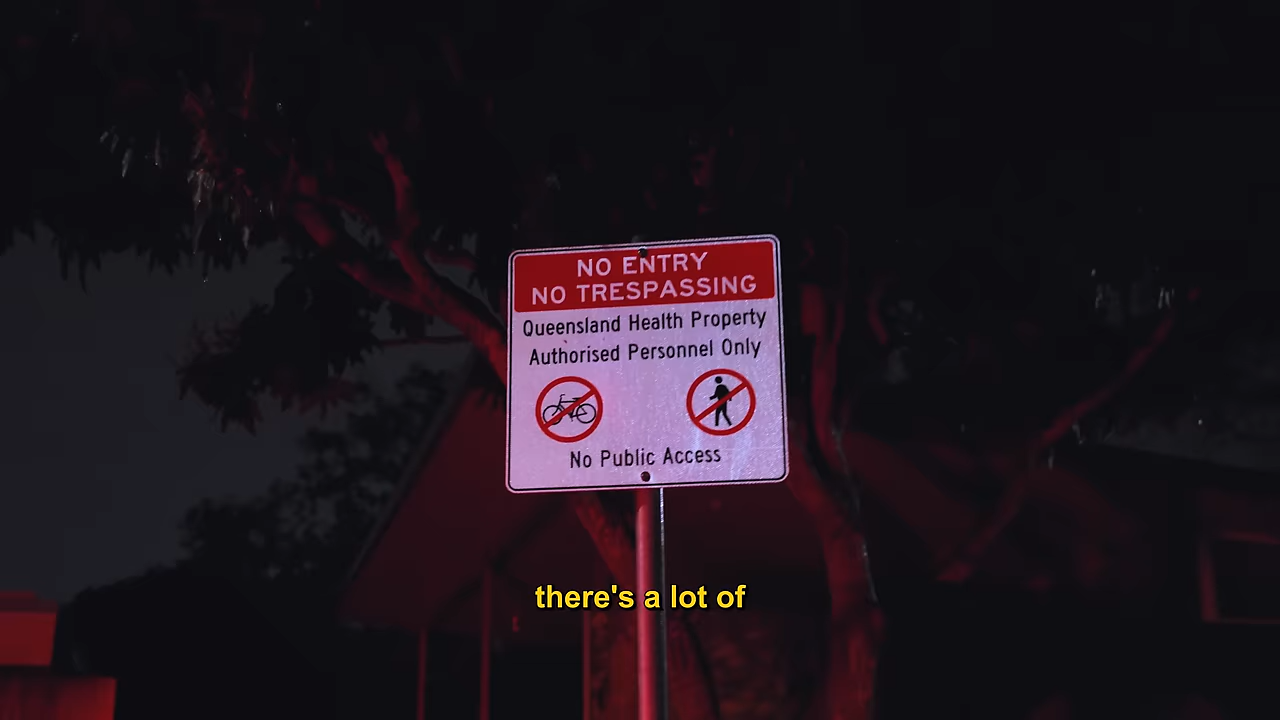 NO ENTRY
NO TRESPASSING
Queensland Health Property
Authorised Personnel Only
No Public Access
there's a lot of